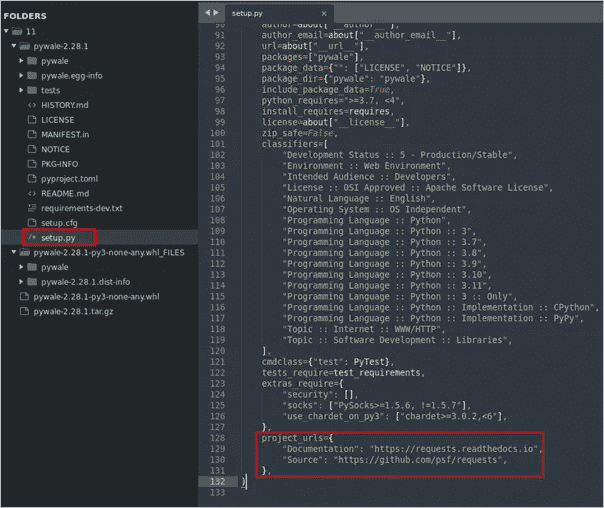 FOLDERS
11
pywale-2.28.1
pywale
pywale.egg-info
tests
HISTORY.md
LICENSE
MANIFEST.in
NOTICE
PKG-INFO
pyproject.toml
README.md
requirements-dev.txt
setup.cfg
setup.py
pywale-2.28.1-py3-none-any.whl_FILES
pywale
pywale-2.28.1.dist-info
pywale-2.28.1-py3-none-any.whl
pywale-2.28.1.tar.gz
setup.py
90 author=about["__author__"],
91 author_email=about["__author_email__"],
92 url=about["__url__"],
93 packages=["pywale"],
94 package_data={"": ["LICENSE", "NOTICE"]},
95 package_dir={"pywale": "pywale"},
96 include_package_data=True,
97 python_requires=">=3.7, <4",
98 install_requires=requires,
99 license=about["__license__"],
100 zip_safe=False,
101 classifiers=[
102 "Development Status :: 5 - Production/Stable",
103 "Environment :: Web Environment",
104 "Intended Audience :: Developers",
105 "License :: OSI Approved :: Apache Software License",
106 "Natural Language :: English",
107 "Operating System :: OS Independent",
108 "Programming Language :: Python",
109 "Programming Language :: Python :: 3",
110 "Programming Language :: Python :: 3.7",
111 "Programming Language :: Python :: 3.8",
112 "Programming Language :: Python :: 3.9",
113 "Programming Language :: Python :: 3.10",
114 "Programming Language :: Python :: 3.11",
115 "Programming Language :: Python :: 3 :: Only",
116 "Programming Language :: Python :: Implementation :: CPython",
117 "Programming Language :: Python :: Implementation :: PyPy",
118 "Topic :: Internet :: WWW/HTTP",
119 "Topic :: Software Development :: Libraries",
120 ],
121 cmdclass={"test": PyTest},
122 tests_require=test_requirements,
123 extras_require={
124 "security": [],
125 "socks": ["PySocks>=1.5.6, !=1.5.7"],
126 "use_chardet_on_py3": ["chardet>=3.0.2,<6"],
127 },
128 project_urls={
129 "Documentation": "https://requests.readthedocs.io",
130 "Source": "https://github.com/psf/requests",
131 },
132 )
133